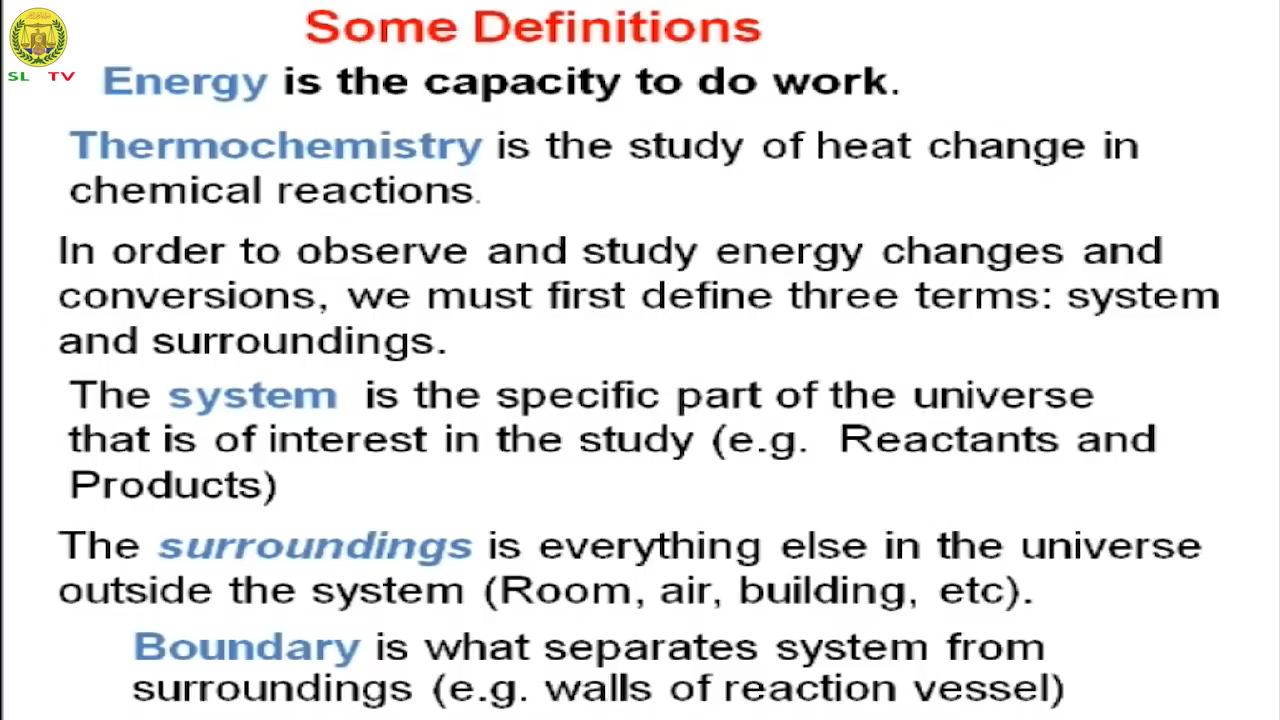 Some Definitions
SL TV
Energy is the capacity to do work.
Thermochemistry is the study of heat change in
chemical reactions.
In order to observe and study energy changes and
conversions, we must first define three terms: system
and surroundings.
The system is the specific part of the universe
that is of interest in the study (e.g. Reactants and
Products)
The surroundings is everything else in the universe
outside the system (Room, air, building, etc).
Boundary is what separates system from
surroundings (e.g. walls of reaction vessel)